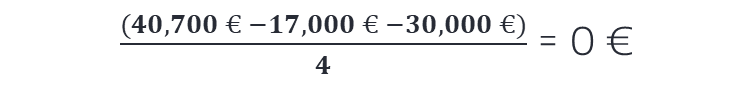 (40,700 € −17,000 € −30,000 €)
4
= 0 €